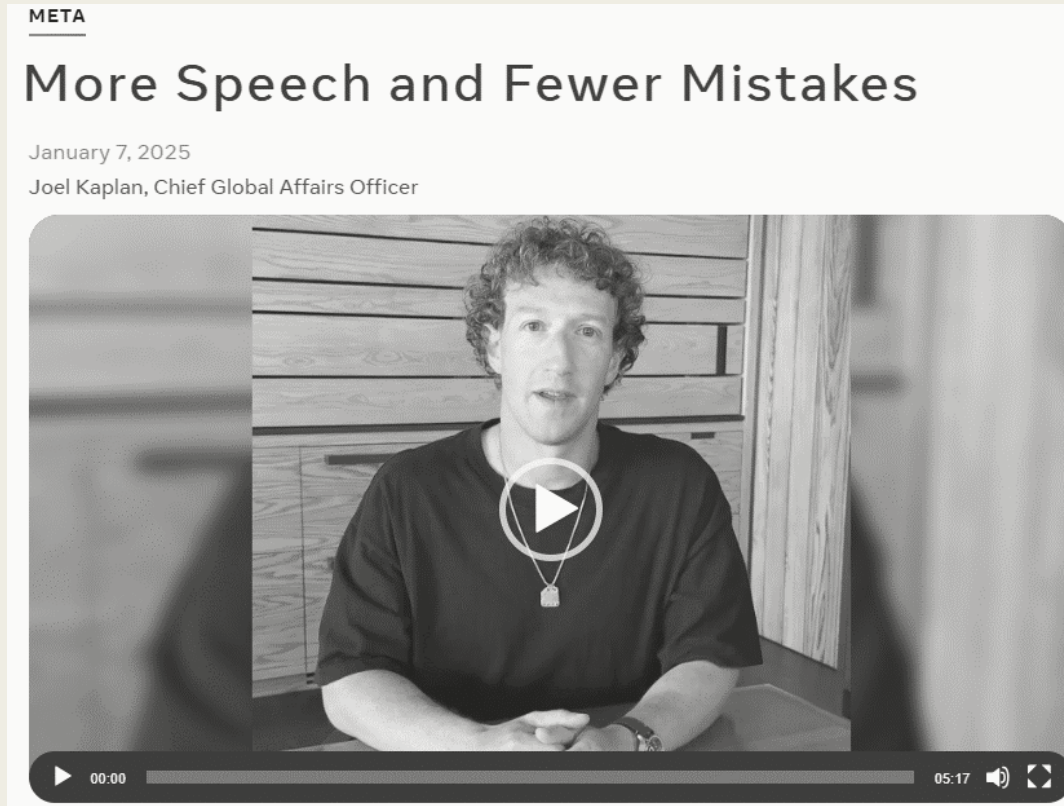 META
More Speech and Fewer Mistakes
January 7, 2025
Joel Kaplan, Chief Global Affairs Officer
00:00 05:17